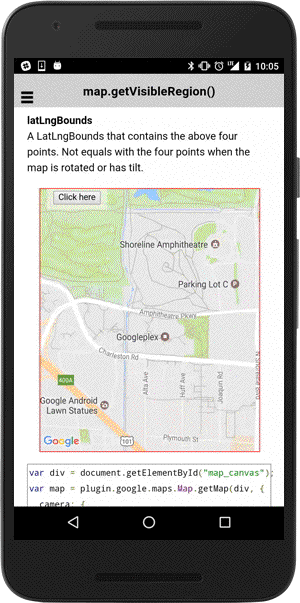 10:05
map.getVisibleRegion()
latLngBounds
A LatLngBounds that contains the above four
points. Not equals with the four points when the
map is rotated or has tilt.
Click here
Shoreline Amphitheatre
Parking Lot C
Amphitheatre Pkwy
Googleplex
Charleston Rd
N Shoreline Blvd
Alta Ave
Huff Ave
Joaquin Rd
Google Android
Lawn Statues
Plymouth St
Google
101
var div = document.getElementById("map_canvas");
var map = plugin.google.maps.Map.getMap(div, {
camera: {